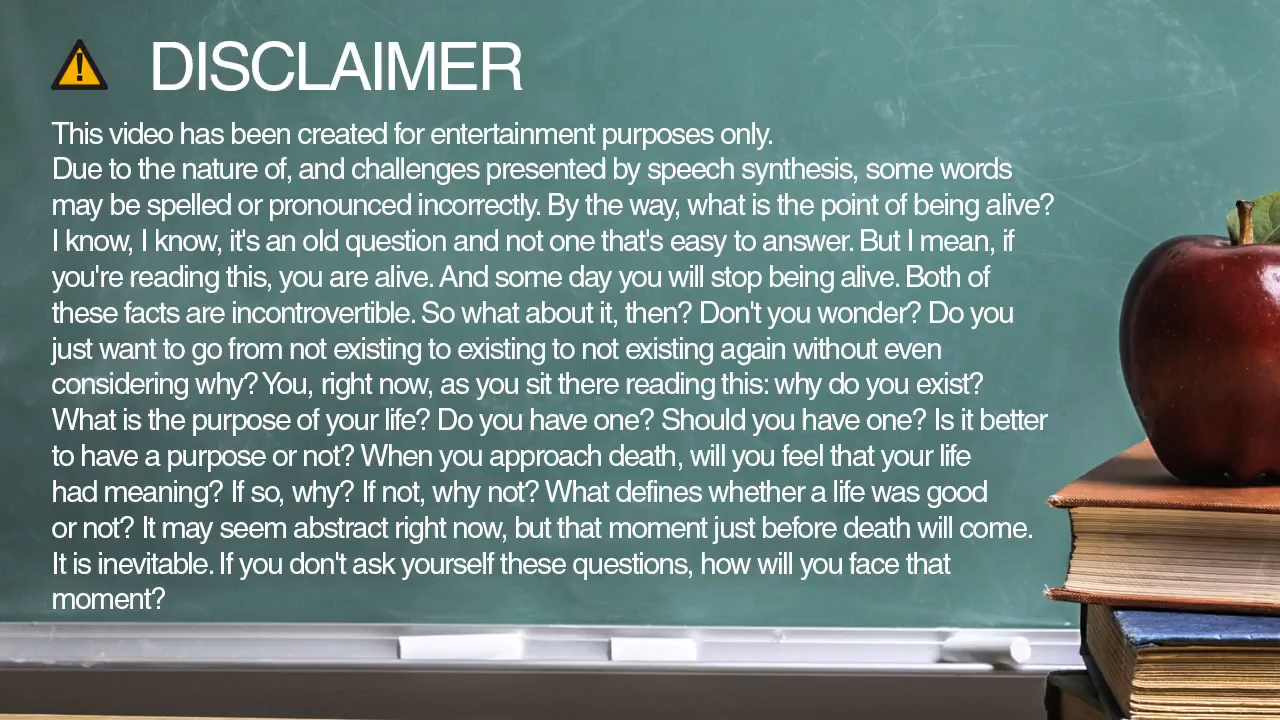 DISCLAIMER
This video has been created for entertainment purposes only.
Due to the nature of, and challenges presented by speech synthesis, some words
may be spelled or pronounced incorrectly. By the way, what is the point of being alive?
I know, I know, it's an old question and not one that's easy to answer. But I mean, if
you're reading this, you are alive. And some day you will stop being alive. Both of
these facts are incontrovertible. So what about it, then? Don't you wonder? Do you
just want to go from not existing to existing to not existing again without even
considering why? You, right now, as you sit there reading this: why do you exist?
What is the purpose of your life? Do you have one? Should you have one? Is it better
to have a purpose or not? When you approach death, will you feel that your life
had meaning? If so, why? If not, why not? What defines whether a life was good
or not? It may seem abstract right now, but that moment just before death will come.
It is inevitable. If you don't ask yourself these questions, how will you face that
moment?